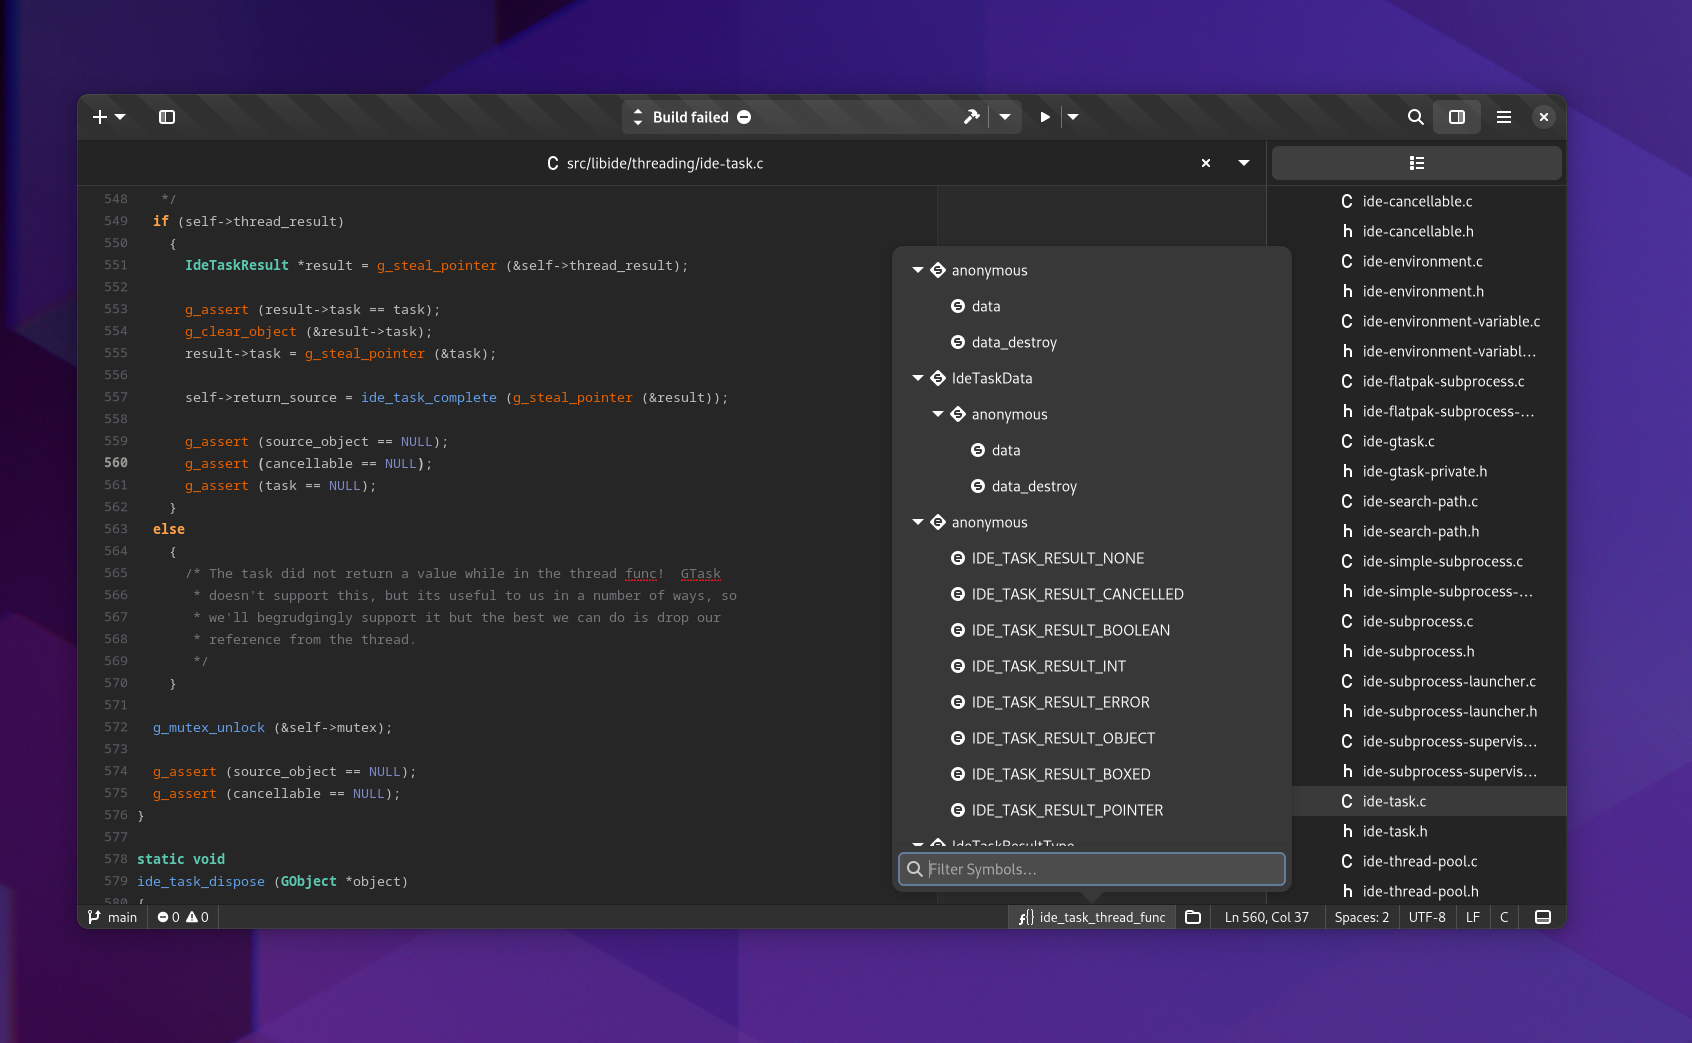 Build failed
C src/libide/threading/ide-task.c
548 */
549 if (self->thread_result)
550 {
551 IdeTaskResult *result = g_steal_pointer (&self->thread_result);
552
553 g_assert (result->task == task);
554 g_clear_object (&result->task);
555 result->task = g_steal_pointer (&task);
556
557 self->return_source = ide_task_complete (g_steal_pointer (&result));
558
559 g_assert (source_object == NULL);
560 g_assert (cancellable == NULL);
561 g_assert (task == NULL);
562 }
563 else
564 {
565 /* The task did not return a value while in the thread func!  GTask
566 * doesn't support this, but its useful to us in a number of ways, so
567 * we'll begrudgingly support it but the best we can do is drop our
568 * reference from the thread.
569 */
570 }
571
572 g_mutex_unlock (&self->mutex);
573
574 g_assert (source_object == NULL);
575 g_assert (cancellable == NULL);
576 }
577
578 static void
579 ide_task_dispose (GObject *object)
580 {
anonymous
data
data_destroy
IdeTaskData
anonymous
data
data_destroy
anonymous
IDE_TASK_RESULT_NONE
IDE_TASK_RESULT_CANCELLED
IDE_TASK_RESULT_BOOLEAN
IDE_TASK_RESULT_INT
IDE_TASK_RESULT_ERROR
IDE_TASK_RESULT_OBJECT
IDE_TASK_RESULT_BOXED
IDE_TASK_RESULT_POINTER
IdeTaskResultType
Filter Symbols…
C ide-cancellable.c
h ide-cancellable.h
C ide-environment.c
h ide-environment.h
C ide-environment-variable.c
h ide-environment-variabl…
C ide-flatpak-subprocess.c
h ide-flatpak-subprocess-…
C ide-gtask.c
h ide-gtask-private.h
C ide-search-path.c
h ide-search-path.h
C ide-simple-subprocess.c
h ide-simple-subprocess-…
C ide-subprocess.c
h ide-subprocess.h
C ide-subprocess-launcher.c
h ide-subprocess-launcher.h
C ide-subprocess-supervis…
h ide-subprocess-supervis…
C ide-task.c
h ide-task.h
C ide-thread-pool.c
h ide-thread-pool.h
main 0 0 f{} ide_task_thread_func Ln 560, Col 37 Spaces: 2 UTF-8 LF C